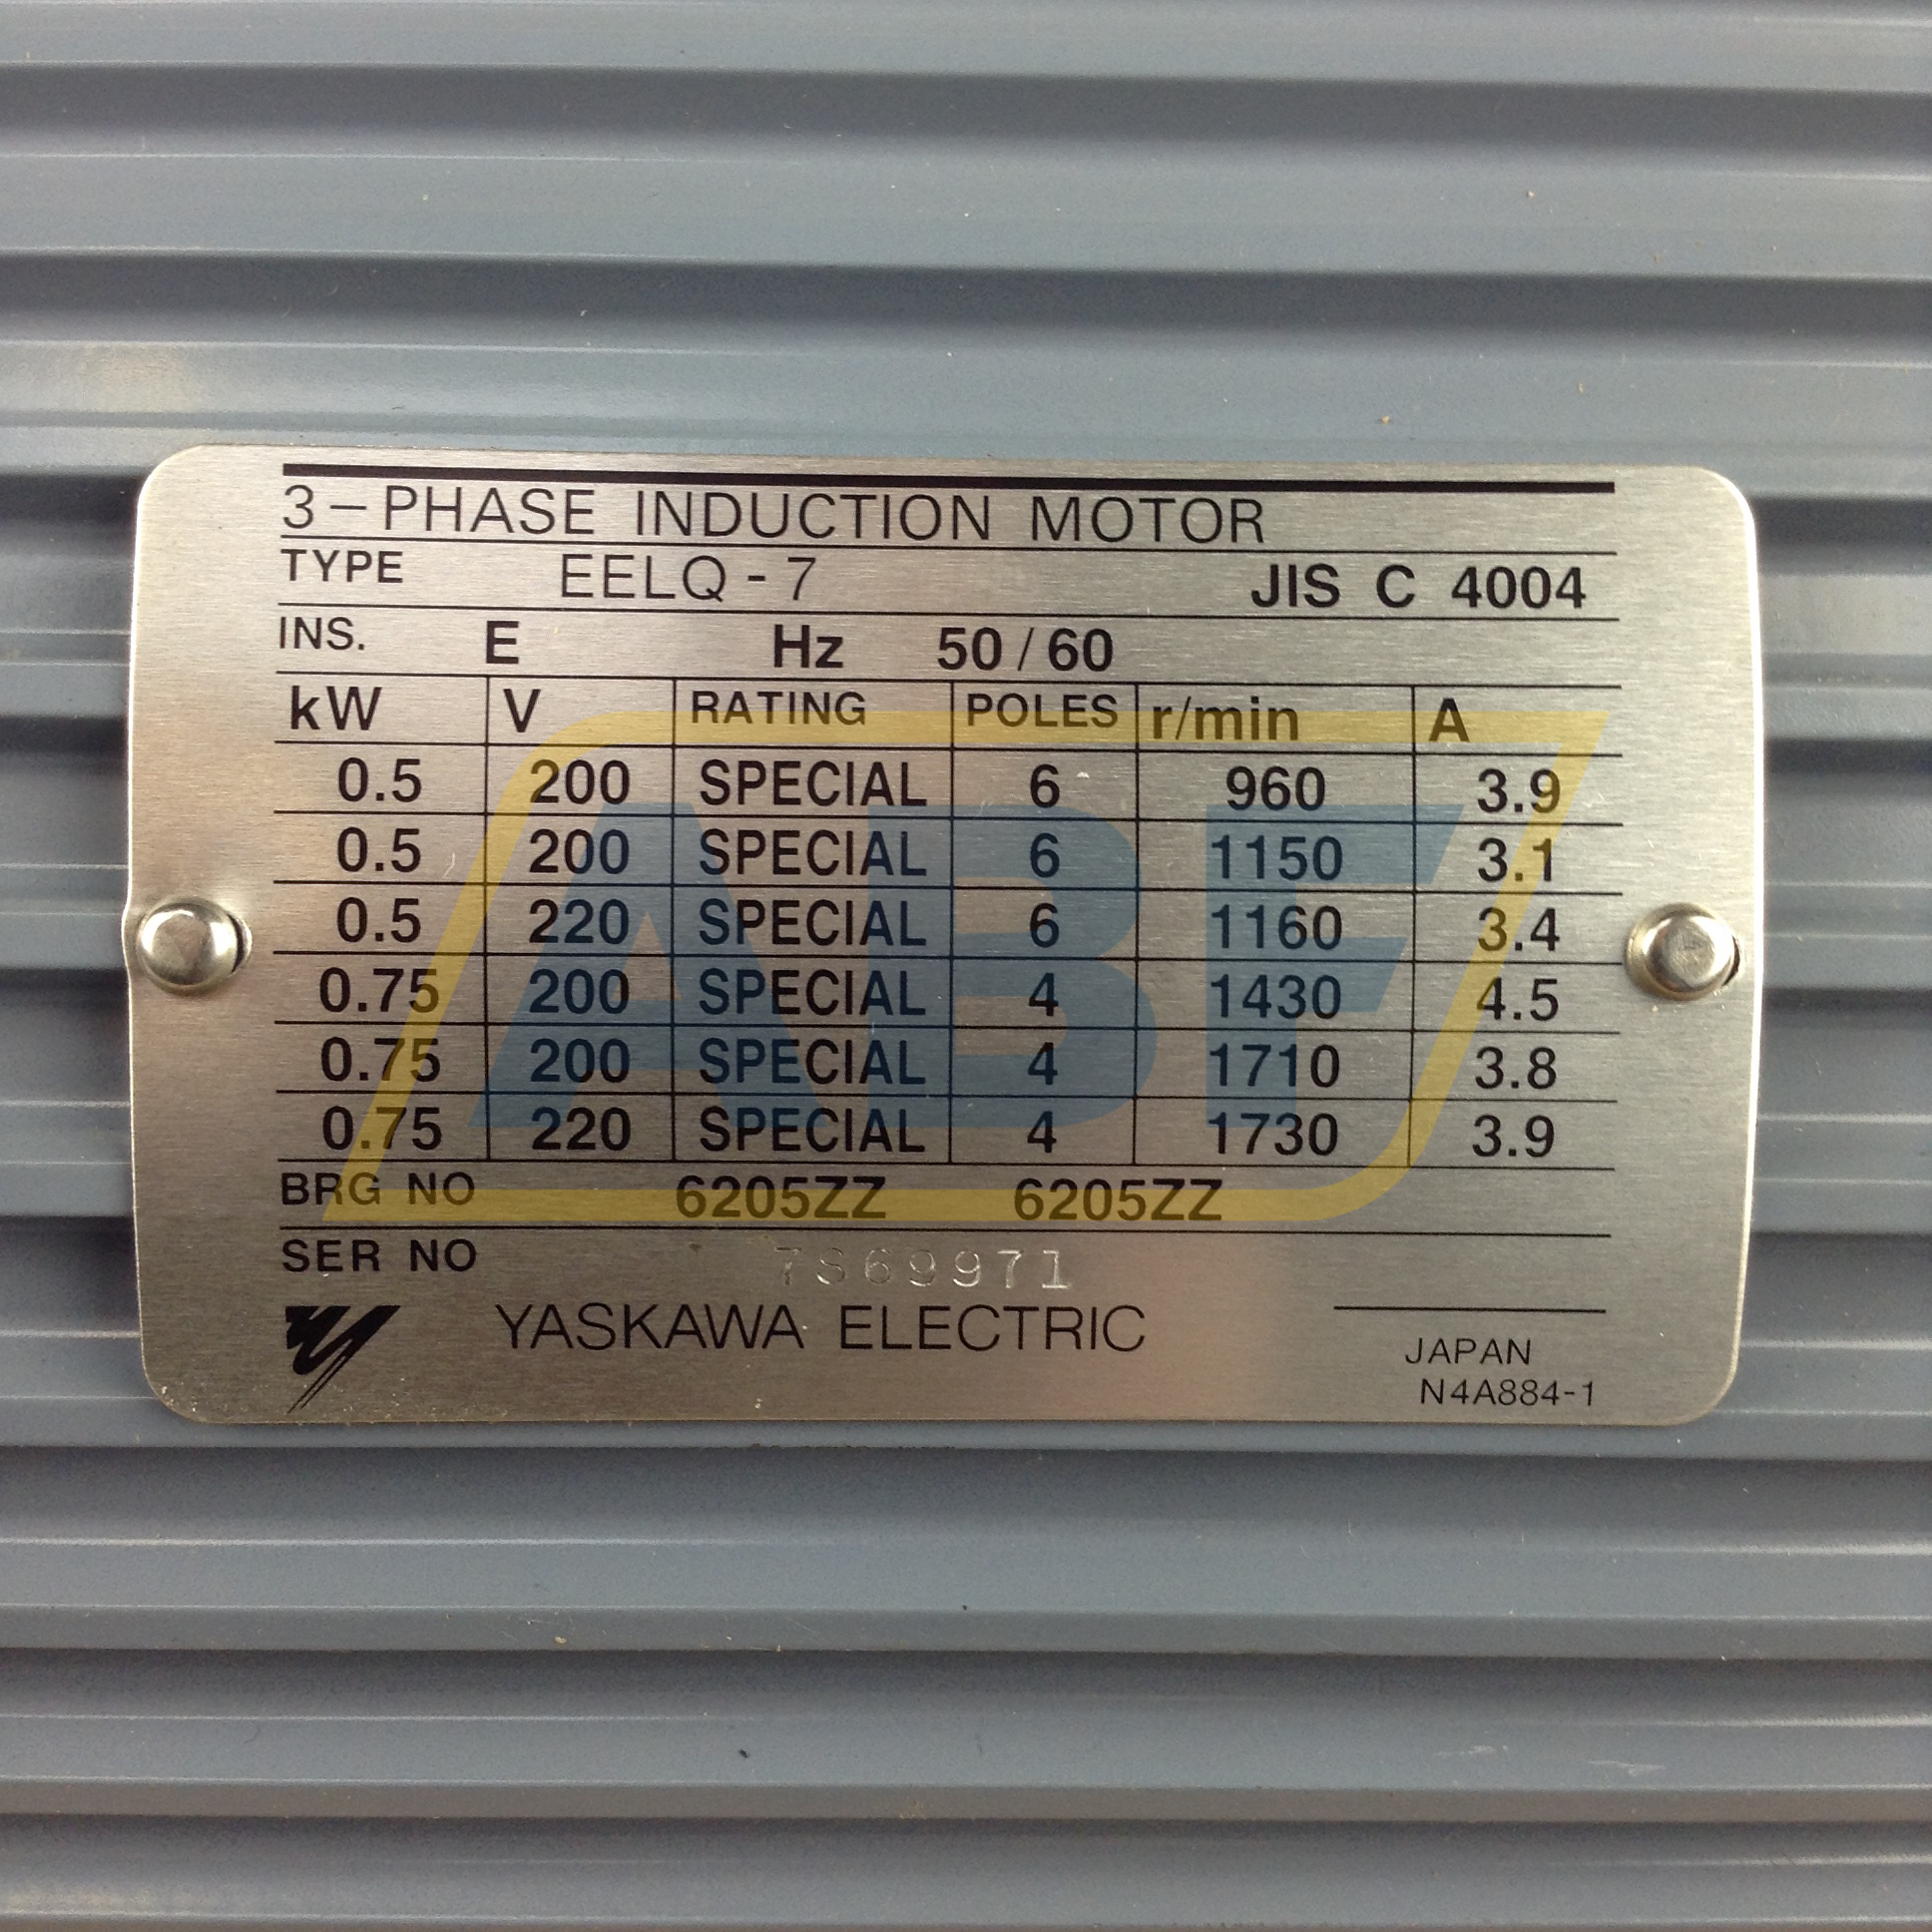 3-PHASE INDUCTION MOTOR
TYPE EELQ-7 JIS C 4004
INS. E Hz 50/60
kW V RATING POLES r/min A
0.5 200 SPECIAL 6 960 3.9
0.5 200 SPECIAL 6 1150 3.1
0.5 220 SPECIAL 6 1160 3.4
0.75 200 SPECIAL 4 1430 4.5
0.75 200 SPECIAL 4 1710 3.8
0.75 220 SPECIAL 4 1730 3.9
BRG NO 6205ZZ 6205ZZ
SER NO 7S69971
YASKAWA ELECTRIC
JAPAN
N4A884-1
ABF